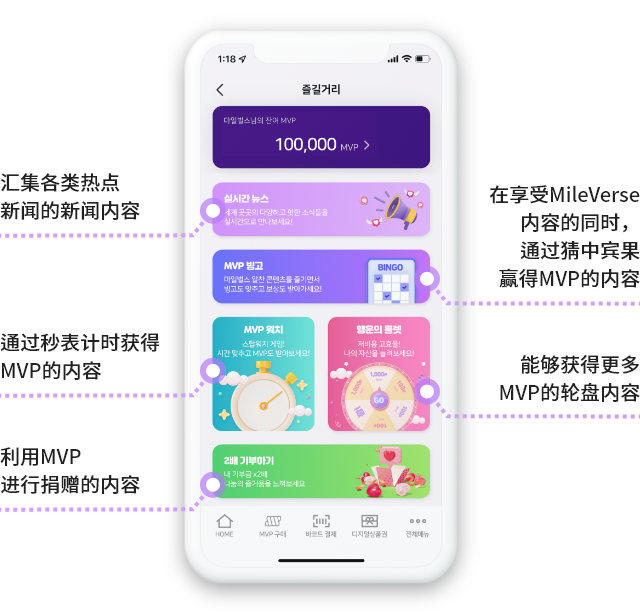 1:18
즐길거리
마일벌스님의 잔여 MVP
100,000 MVP
汇集各类热点
新闻的新闻内容
실시간 뉴스
세계 곳곳의 다양하고 핫한 소식들을
실시간으로 만나보세요!
在享受MileVerse
内容的同时，
通过猜中宾果
赢得MVP的内容
MVP 빙고
마일벌스 알찬 콘텐츠를 즐기면서
빙고도 맞추고 보상도 받아가세요!
BINGO
通过秒表计时获得
MVP的内容
MVP 워치
스탑워치 게임!
시간 맞추고 MVP도 받아보세요!
행운의 룰렛
저비용 고효율!
나의 자산을 늘려보세요!
1,000P
GO
能够获得更多
MVP的轮盘内容
利用MVP
进行捐赠的内容
2배 기부하기
내 기부금 x2배
나눔의 즐거움을 느껴보세요
HOME
MVP 구매
바코드 결제
디지털상품권
전체메뉴